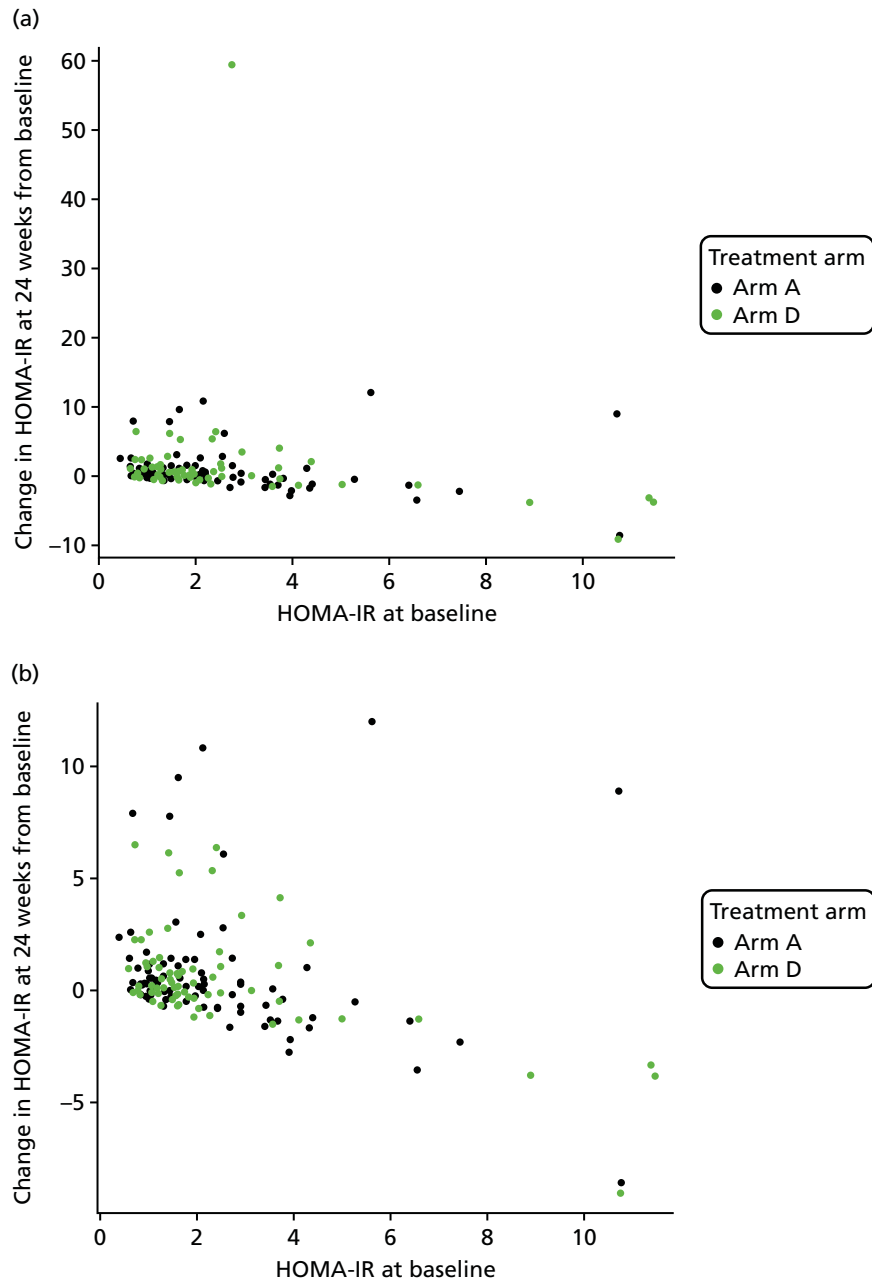 (a)
Change in HOMA-IR at 24 weeks from baseline
60
50
40
30
20
10
0
−10
0
2
4
6
8
10
HOMA-IR at baseline
Treatment arm
Arm A
Arm D
(b)
Change in HOMA-IR at 24 weeks from baseline
10
5
0
−5
0
2
4
6
8
10
HOMA-IR at baseline
Treatment arm
Arm A
Arm D